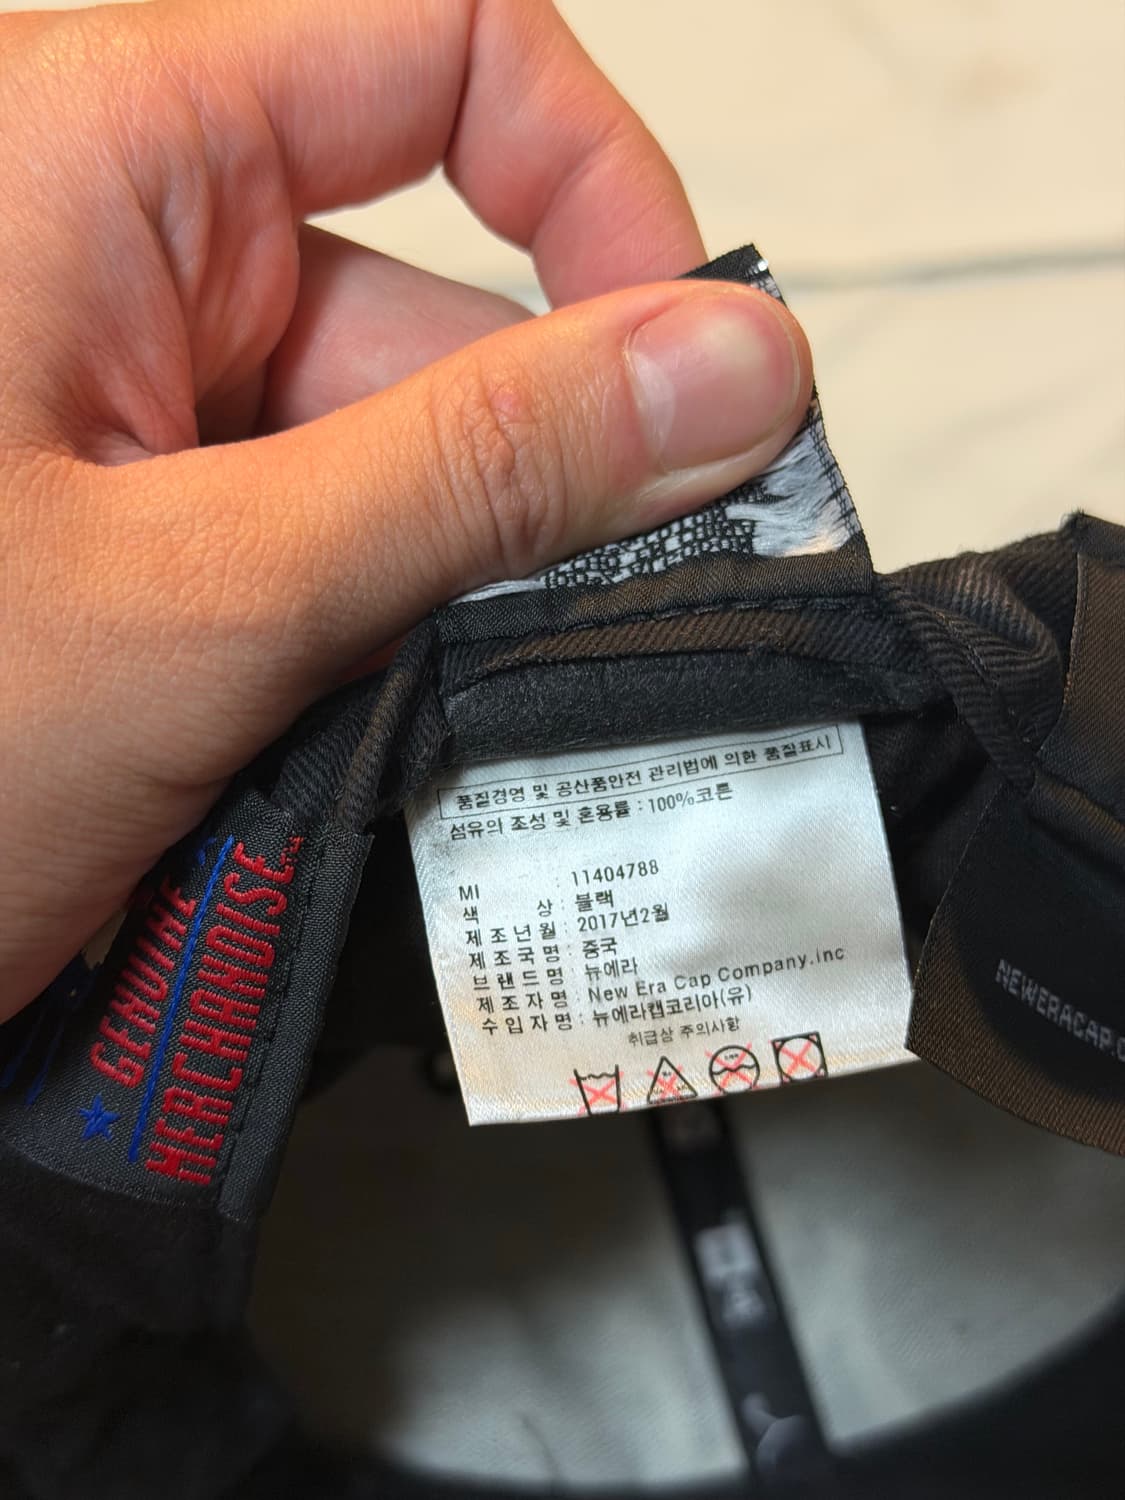 품질경영 및 공산품안전 관리법에 의한 품질표시
섬유의 조성 및 혼용률 : 100%코튼
MI : 11404788
색 상 : 블랙
제조년월 : 2017년2월
제조국명 : 중국
브랜드명 : 뉴에라
제조자명 : New Era Cap Company.inc
수입자명 : 뉴에라캡코리아(유)
취급상 주의사항
GENUINE
MERCHANDISE
NEWERACAP.C